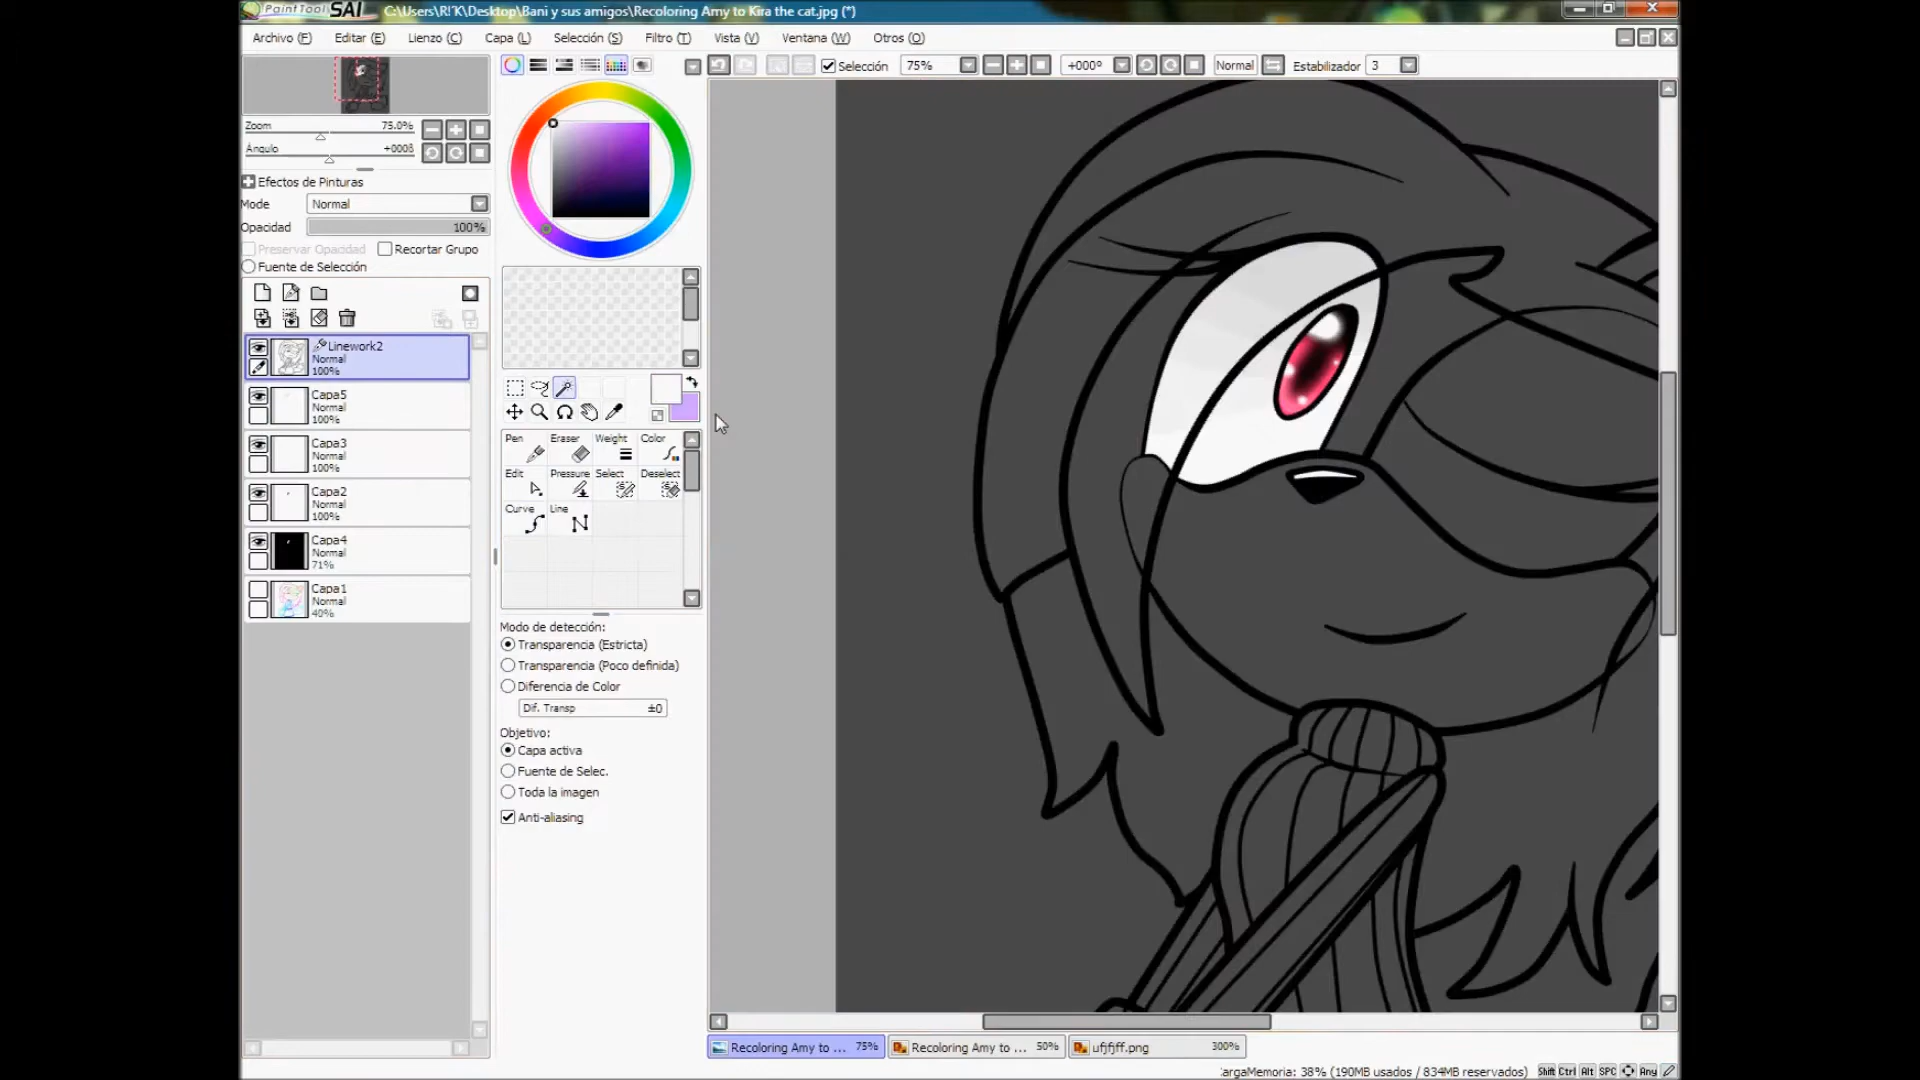 PaintTool SAI C:\Users\R!´K\Desktop\Bani y sus amigos\Recoloring Amy to Kira the cat.jpg (*)
Archivo (F) Editar (E) Lienzo (C) Capa (L) Selección (S) Filtro (T) Vista (V) Ventana (W) Otros (O)
Selección 75% +000º Normal Estabilizador 3
Zoom 75.0%
Ángulo +000ß
Efectos de Pinturas
Mode Normal
Opacidad 100%
Preservar Opacidad Recortar Grupo
Fuente de Selección
Linework2
Normal
100%
Capa5
Normal
100%
Capa3
Normal
100%
Capa2
Normal
100%
Capa4
Normal
71%
Capa1
Normal
40%
Pen Eraser Weight Color
Edit Pressure Select Deselect
Curve Line
Modo de detección:
Transparencia (Estricta)
Transparencia (Poco definida)
Diferencia de Color
Dif. Transp ±0
Objetivo:
Capa activa
Fuente de Selec.
Toda la imagen
Anti-aliasing
Recoloring Amy to ... 75% Recoloring Amy to ... 50% ufjfjff.png 300%
:argaMemoria: 38% (190MB usados / 834MB reservados) Shift Ctrl Alt SPC Any